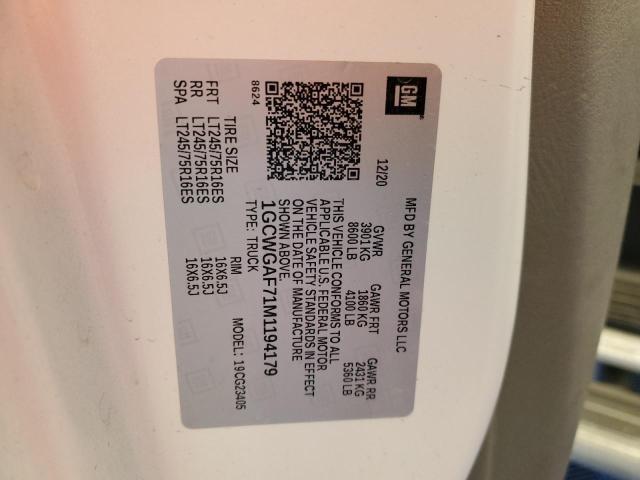 GM
MFD BY GENERAL MOTORS LLC
12/20 GVWR GAWR FRT GAWR RR
3901 KG 1860 KG 2431 KG
8600 LB 4100 LB 5360 LB
THIS VEHICLE CONFORMS TO ALL
APPLICABLE U.S. FEDERAL MOTOR
VEHICLE SAFETY STANDARDS IN EFFECT
ON THE DATE OF MANUFACTURE
SHOWN ABOVE.
1GCWGAF71M1194179
TYPE: TRUCK
8624
MODEL: 19CG23405
TIRE SIZE RIM
FRT LT245/75R16ES 16X6.5J
RR LT245/75R16ES 16X6.5J
SPA LT245/75R16ES 16X6.5J